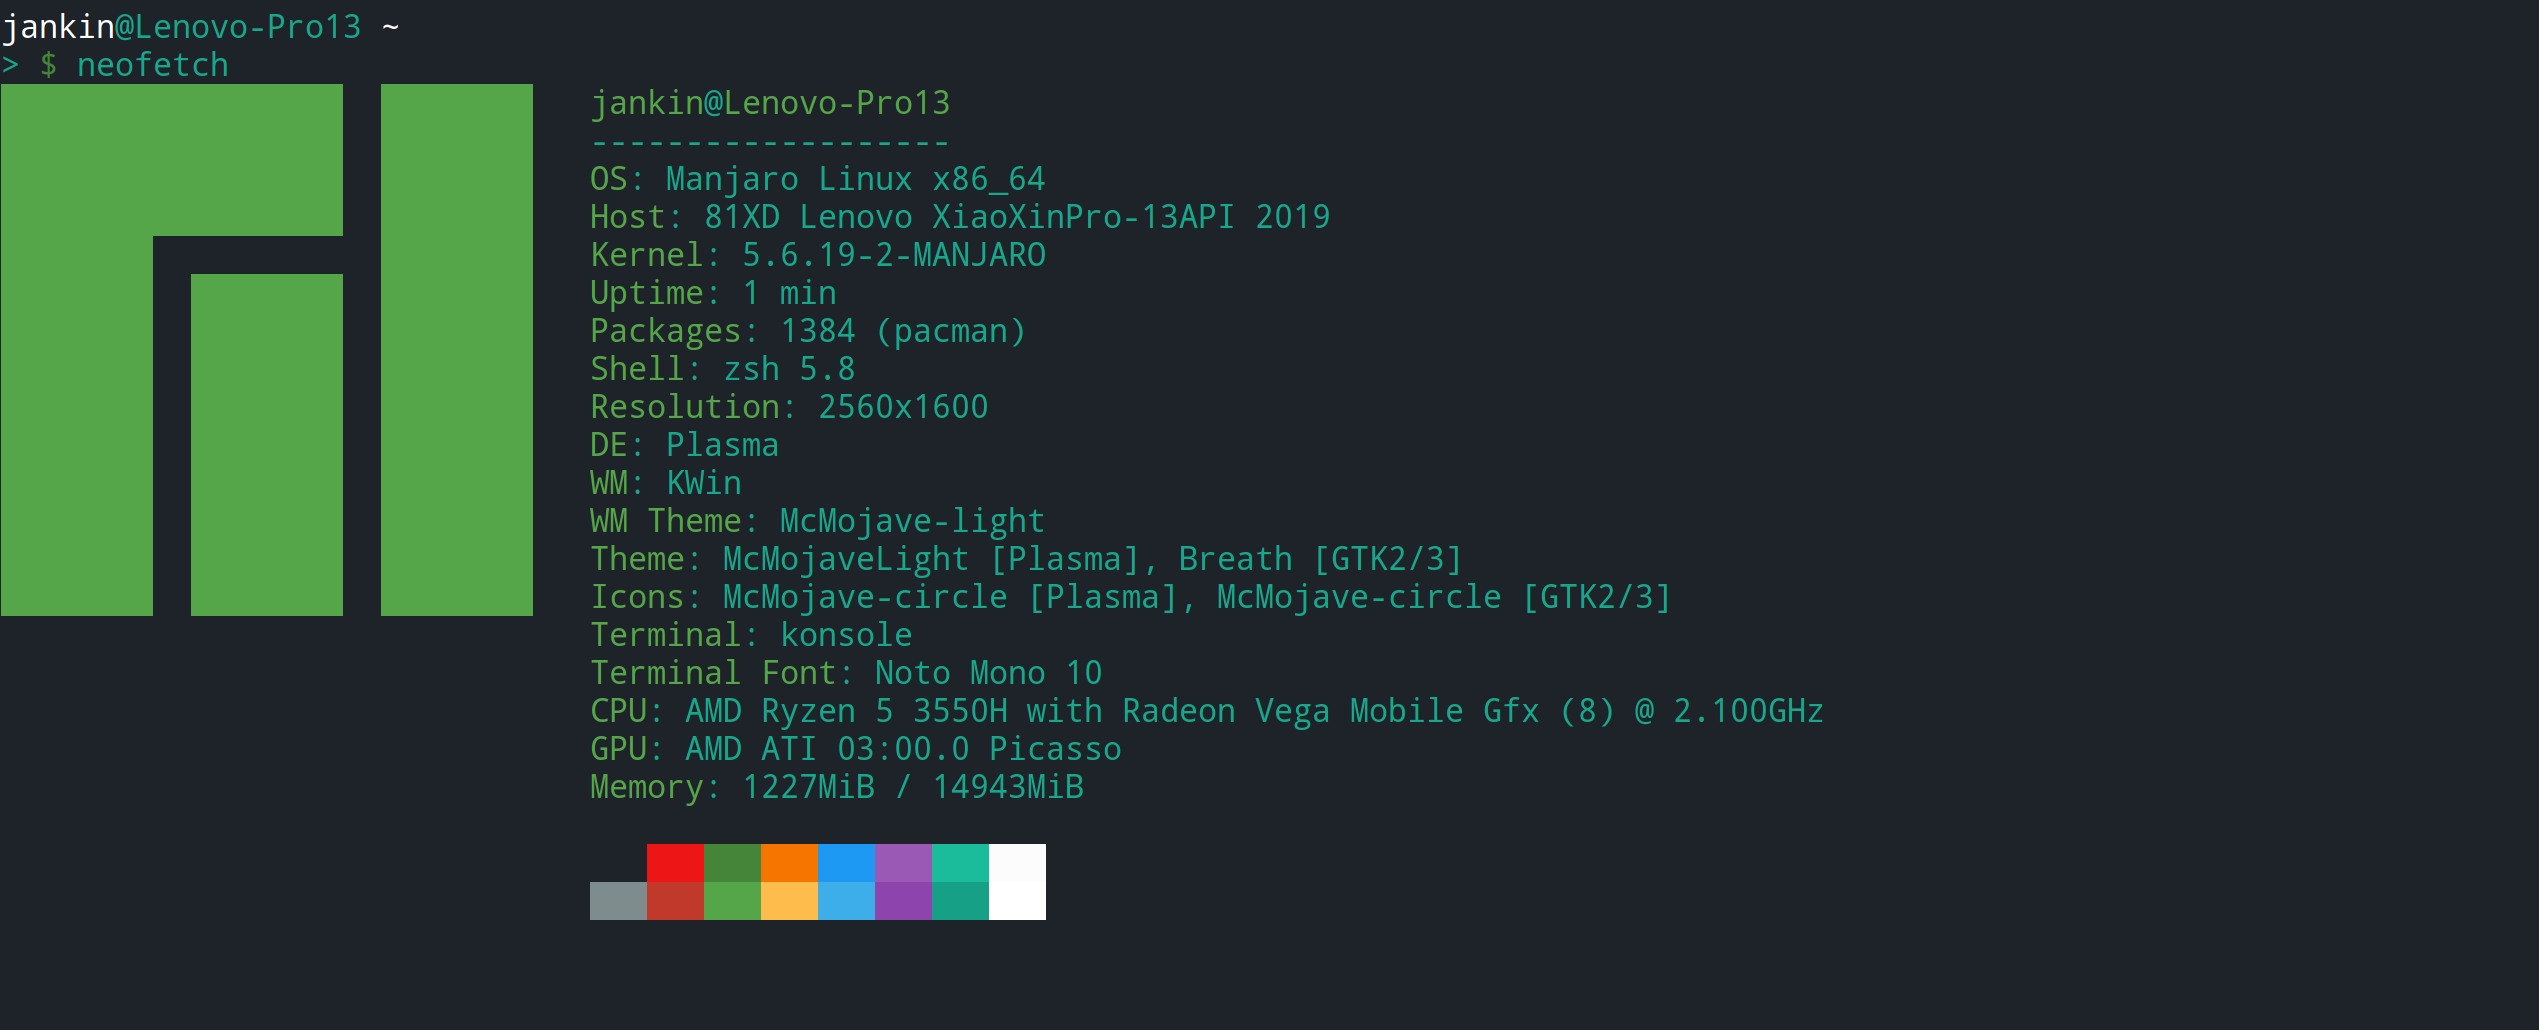 jankin@Lenovo-Pro13 ~
> $ neofetch
jankin@Lenovo-Pro13
-------------------
OS: Manjaro Linux x86_64
Host: 81XD Lenovo XiaoXinPro-13API 2019
Kernel: 5.6.19-2-MANJARO
Uptime: 1 min
Packages: 1384 (pacman)
Shell: zsh 5.8
Resolution: 2560x1600
DE: Plasma
WM: KWin
WM Theme: McMojave-light
Theme: McMojaveLight [Plasma], Breath [GTK2/3]
Icons: McMojave-circle [Plasma], McMojave-circle [GTK2/3]
Terminal: konsole
Terminal Font: Noto Mono 10
CPU: AMD Ryzen 5 3550H with Radeon Vega Mobile Gfx (8) @ 2.100GHz
GPU: AMD ATI 03:00.0 Picasso
Memory: 1227MiB / 14943MiB